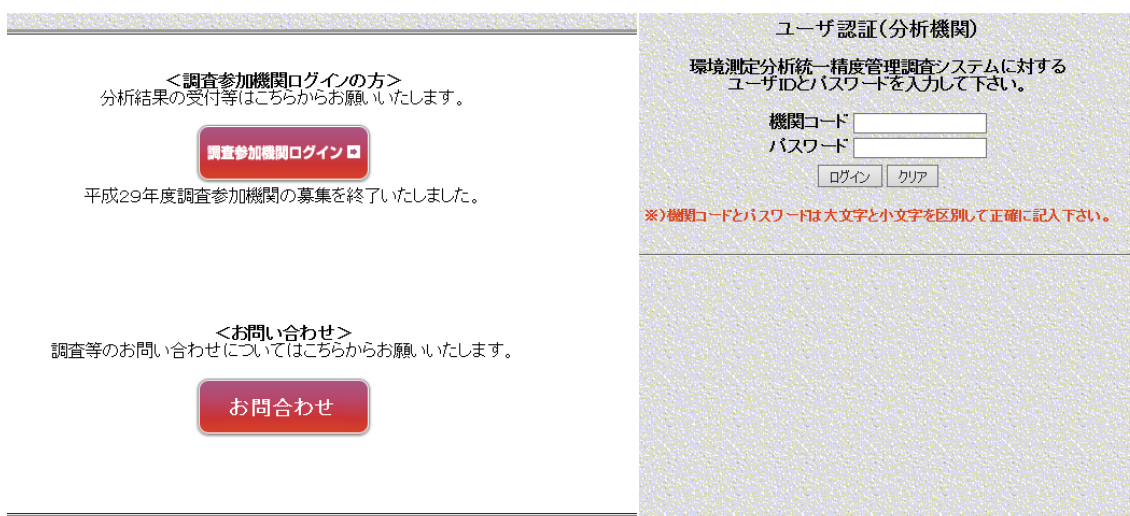 ＜調査参加機関ログインの方＞
分析結果の受付等はこちらからお願いいたします。
調査参加機関ログイン
平成29年度調査参加機関の募集を終了いたしました。
＜お問い合わせ＞
調査等のお問い合わせについてはこちらからお願いいたします。
お問合わせ
ユーザ認証(分析機関)
環境測定分析統一精度管理調査システムに対する
ユーザIDとパスワードを入力して下さい。
機関コード
パスワード
ログイン クリア
※)機関コードとパスワードは大文字と小文字を区別して正確に記入下さい。